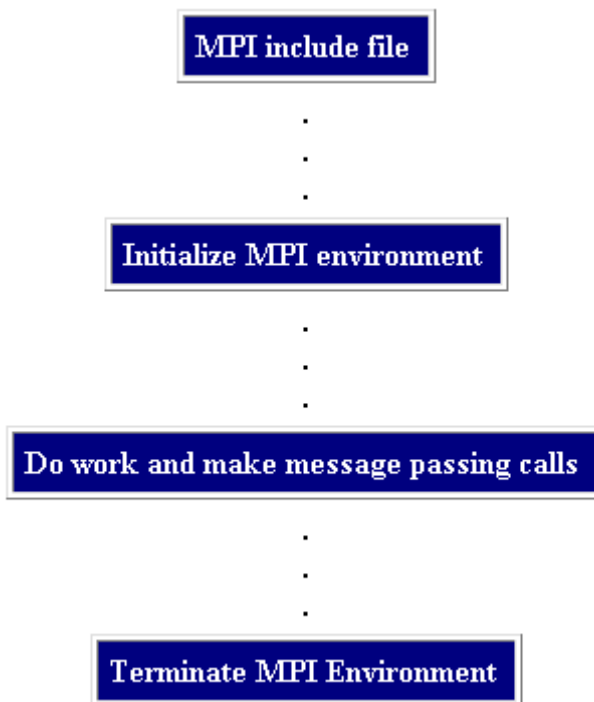 MPI include file
.
.
.
Initialize MPI environment
.
.
.
Do work and make message passing calls
.
.
.
Terminate MPI Environment